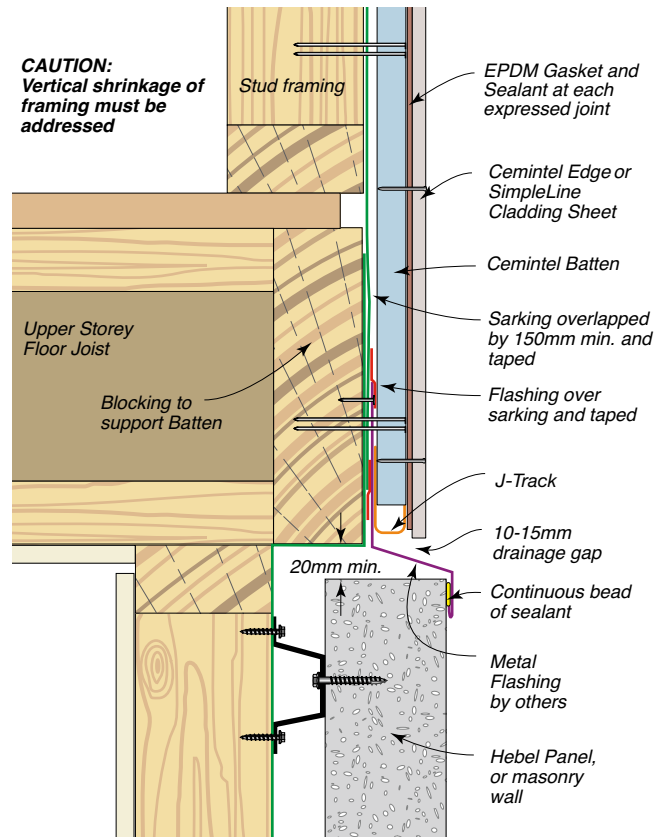 CAUTION:
Vertical shrinkage of
framing must be
addressed
Stud framing
EPDM Gasket and
Sealant at each
expressed joint
Cemintel Edge or
SimpleLine
Cladding Sheet
Cemintel Batten
Sarking overlapped
by 150mm min. and
taped
Upper Storey
Floor Joist
Blocking to
support Batten
Flashing over
sarking and taped
J-Track
10-15mm
drainage gap
20mm min.
Continuous bead
of sealant
Metal
Flashing
by others
Hebel Panel,
or masonry
wall